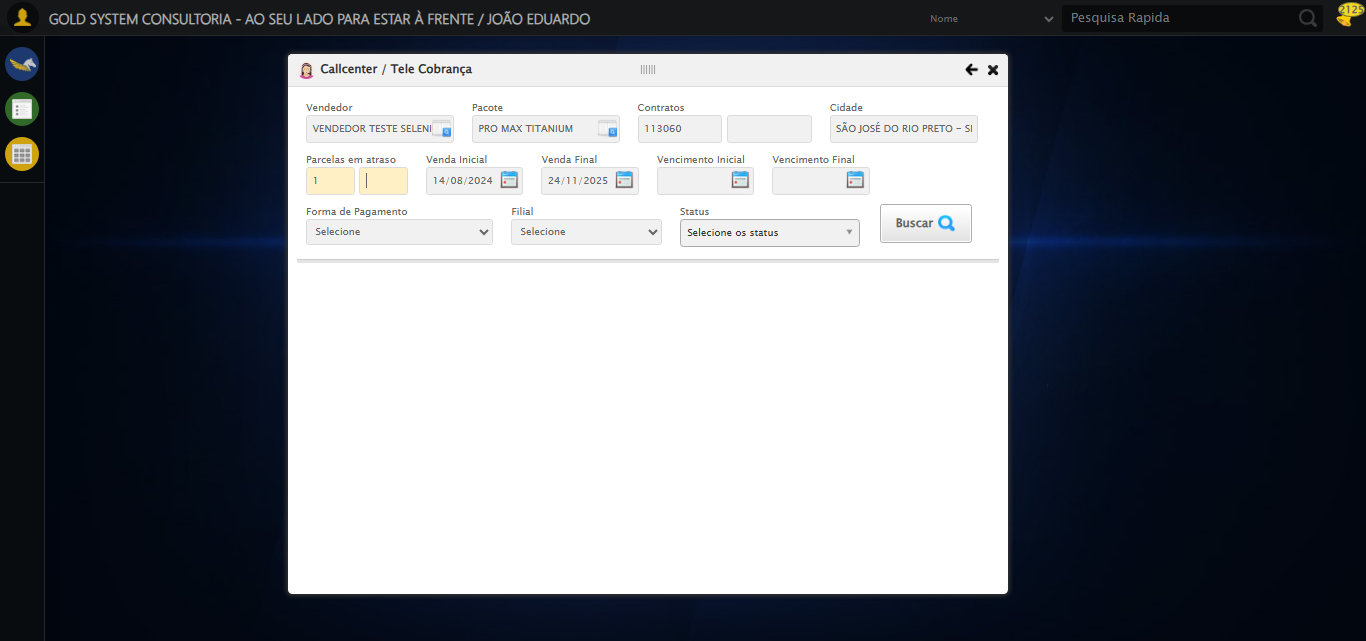 GOLD SYSTEM CONSULTORIA - AO SEU LADO PARA ESTAR À FRENTE / JOÃO EDUARDO
Nome
Pesquisa Rapida
2125
Callcenter / Tele Cobrança
Vendedor Pacote Contratos Cidade
VENDEDOR TESTE SELENI PRO MAX TITANIUM 113060 SÃO JOSÉ DO RIO PRETO - SI
Parcelas em atraso Venda Inicial Venda Final Vencimento Inicial Vencimento Final
1 14/08/2024 24/11/2025
Forma de Pagamento Filial Status
Selecione Selecione Selecione os status Buscar